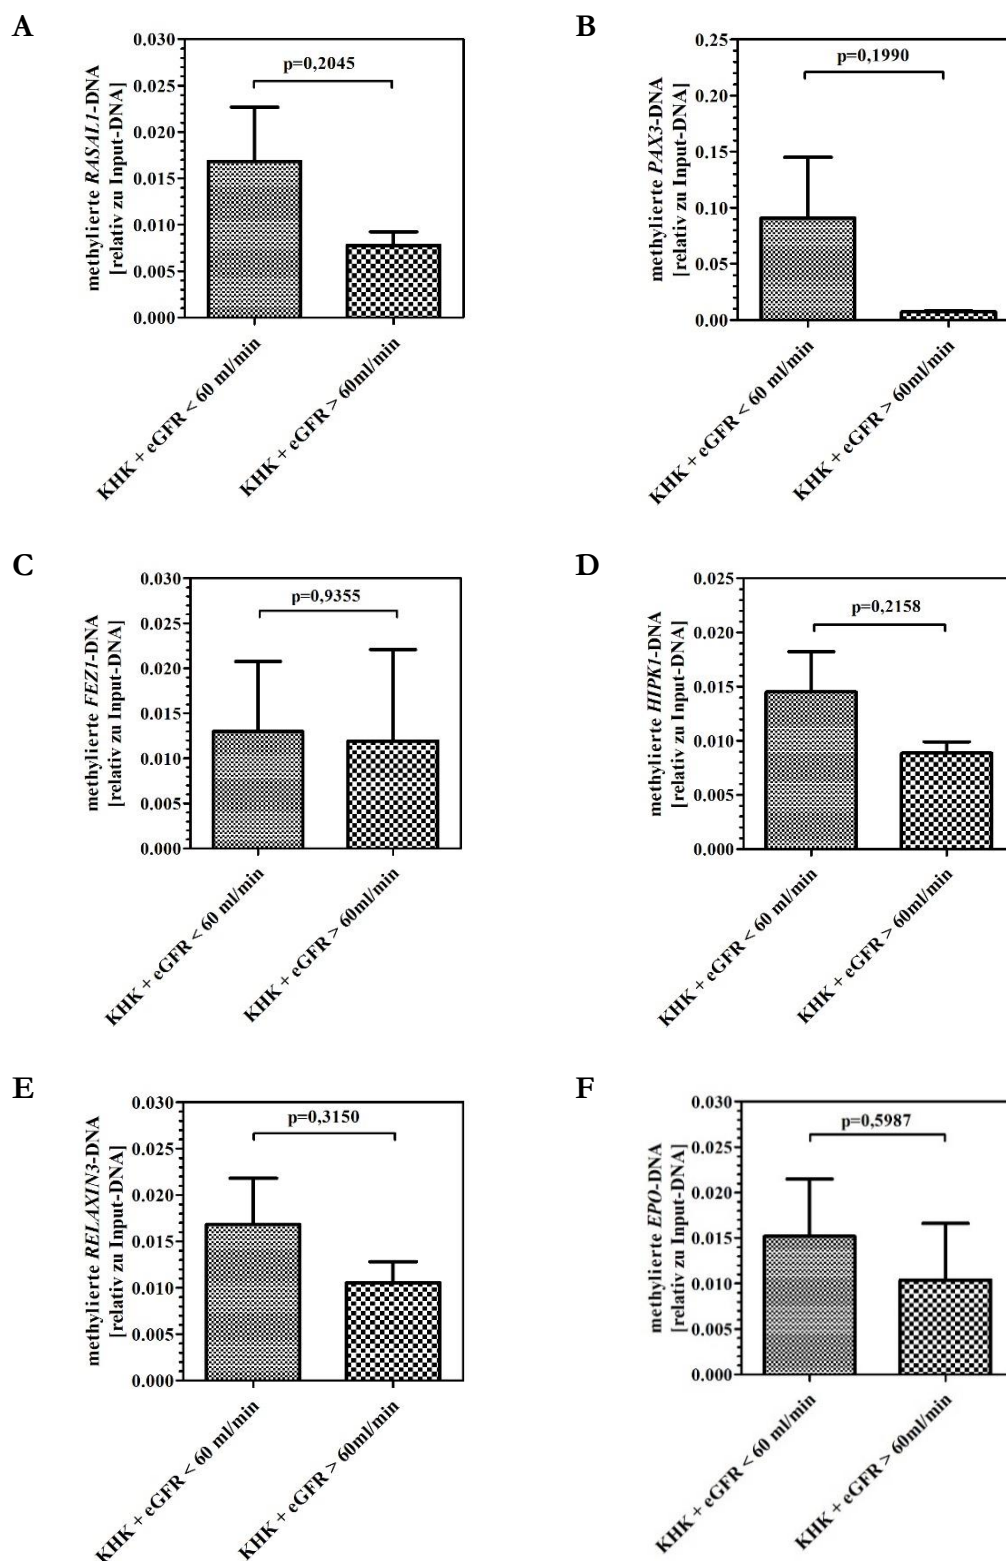 A
methylierte RASAL1-DNA
[relativ zu Input-DNA]
0.030
0.025
0.020
0.015
0.010
0.005
0.000
p=0,2045
KHK + eGFR < 60 ml/min
KHK + eGFR > 60ml/min
B
methylierte PAX3-DNA
[relativ zu Input-DNA]
0.25
0.20
0.15
0.10
0.05
0.00
p=0,1990
KHK + eGFR < 60 ml/min
KHK + eGFR > 60ml/min
C
methylierte FEZ1-DNA
[relativ zu Input-DNA]
0.030
0.025
0.020
0.015
0.010
0.005
0.000
p=0,9355
KHK + eGFR < 60 ml/min
KHK + eGFR > 60ml/min
D
methylierte HIPK1-DNA
[relativ zu Input-DNA]
0.025
0.020
0.015
0.010
0.005
0.000
p=0,2158
KHK + eGFR < 60 ml/min
KHK + eGFR > 60ml/min
E
methylierte RELAXIN3-DNA
[relativ zu Input-DNA]
0.030
0.025
0.020
0.015
0.010
0.005
0.000
p=0,3150
KHK + eGFR < 60 ml/min
KHK + eGFR > 60ml/min
F
methylierte EPO-DNA
[relativ zu Input-DNA]
0.030
0.025
0.020
0.015
0.010
0.005
0.000
p=0,5987
KHK + eGFR < 60 ml/min
KHK + eGFR > 60ml/min